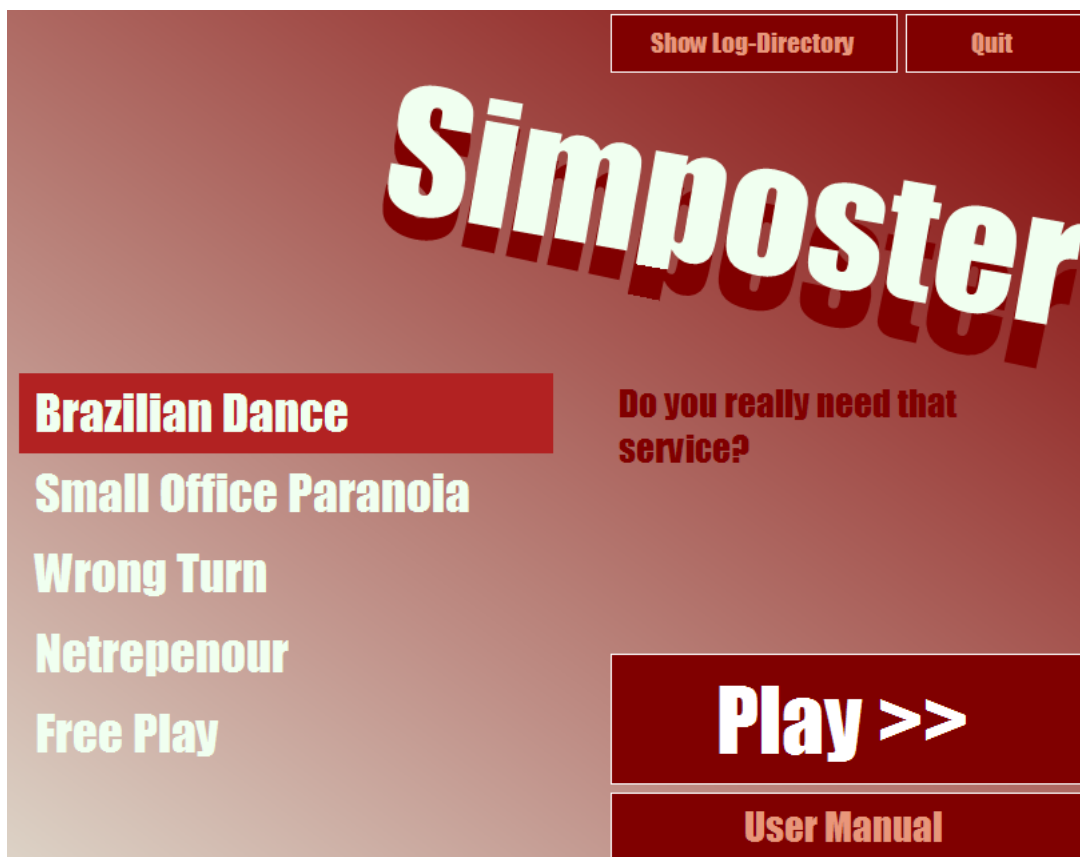 Show Log-Directory
Quit
Simposter
Brazilian Dance
Small Office Paranoia
Wrong Turn
Netrepenour
Free Play
Do you really need that
service?
Play >>
User Manual